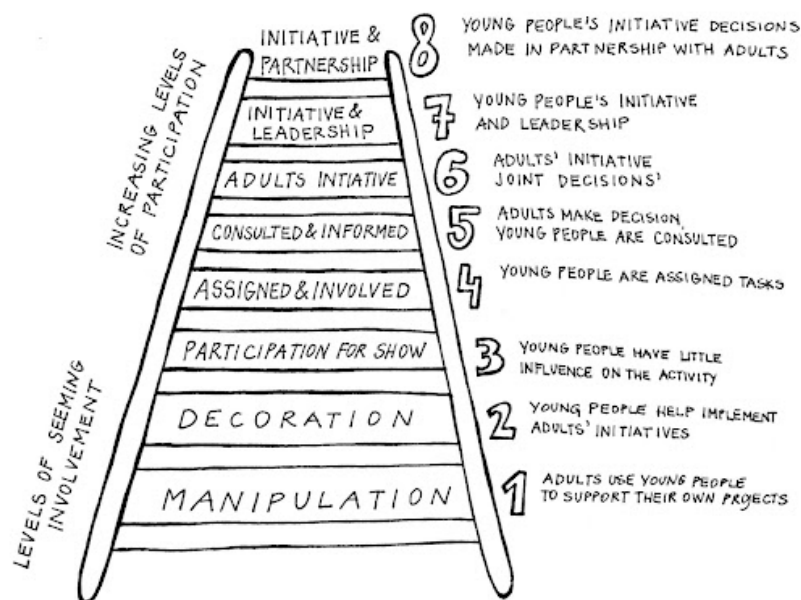 INITIATIVE &
PARTNERSHIP
8
YOUNG PEOPLE'S INITIATIVE DECISIONS
MADE IN PARTNERSHIP WITH ADULTS
INITIATIVE &
LEADERSHIP
7
YOUNG PEOPLE'S INITIATIVE
AND LEADERSHIP
ADULTS INTIATIVE
6
ADULTS' INITIATIVE
JOINT DECISIONS'
CONSULTED & INFORMED
5
ADULTS MAKE DECISION,
YOUNG PEOPLE ARE CONSULTED
ASSIGNED & INVOLVED
4
YOUNG PEOPLE ARE ASSIGNED TASKS
PARTICIPATION FOR SHOW
3
YOUNG PEOPLE HAVE LITTLE
INFLUENCE ON THE ACTIVITY
DECORATION
2
YOUNG PEOPLE HELP IMPLEMENT
ADULTS' INITIATIVES
MANIPULATION
1
ADULTS USE YOUNG PEOPLE
TO SUPPORT THEIR OWN PROJECTS
INCREASING LEVELS
OF PARTICIPATION
LEVELS OF SEEMING
INVOLVEMENT